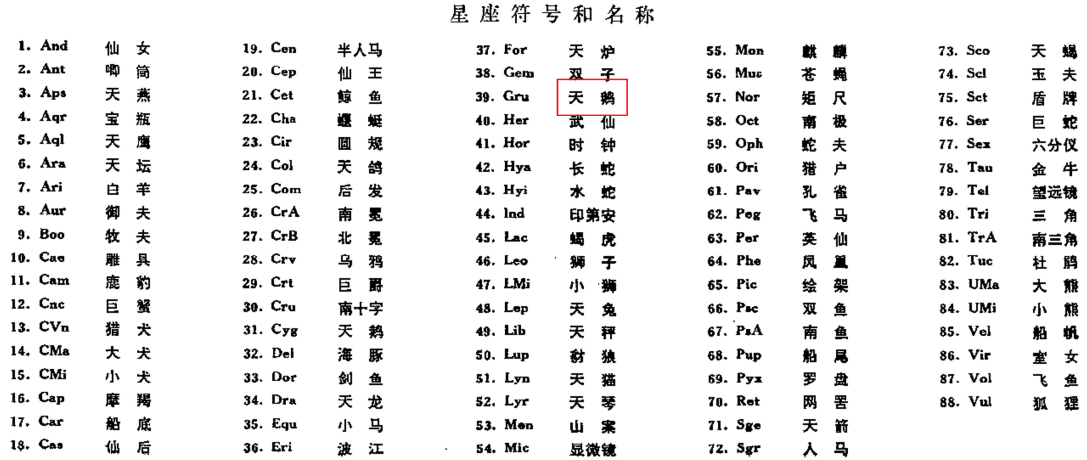 星座符号和名称
1. And 仙女
2. Ant 唧筒
3. Aps 天燕
4. Aqr 宝瓶
5. Aql 天鹰
6. Ara 天坛
7. Ari 白羊
8. Aur 御夫
9. Boo 牧夫
10. Cae 雕具
11. Cam 鹿豹
12. Cnc 巨蟹
13. CVn 猎犬
14. CMa 大犬
15. CMi 小犬
16. Cap 摩羯
17. Car 船底
18. Cas 仙后
19. Cen 半人马
20. Cep 仙王
21. Cet 鲸鱼
22. Cha 蝘蜓
23. Cir 圆规
24. Col 天鸽
25. Com 后发
26. CrA 南冕
27. CrB 北冕
28. Crv 乌鸦
29. Crt 巨爵
30. Cru 南十字
31. Cyg 天鹅
32. Del 海豚
33. Dor 剑鱼
34. Dra 天龙
35. Equ 小马
36. Eri 波江
37. For 天炉
38. Gem 双子
39. Gru 天鹅
40. Her 武仙
41. Hor 时钟
42. Hya 长蛇
43. Hyi 水蛇
44. Ind 印第安
45. Lac 蝎虎
46. Leo 狮子
47. LMi 小狮
48. Lep 天兔
49. Lib 天秤
50. Lup 豺狼
51. Lyn 天猫
52. Lyr 天琴
53. Men 山案
54. Mic 显微镜
55. Mon 麒麟
56. Mus 苍蝇
57. Nor 矩尺
58. Oct 南极
59. Oph 蛇夫
60. Ori 猎户
61. Pav 孔雀
62. Peg 飞马
63. Per 英仙
64. Phe 凤凰
65. Pic 绘架
66. Psc 双鱼
67. PsA 南鱼
68. Pup 船尾
69. Pyx 罗盘
70. Ret 网罟
71. Sge 天箭
72. Sgr 人马
73. Sco 天蝎
74. Scl 玉夫
75. Sct 盾牌
76. Ser 巨蛇
77. Sex 六分仪
78. Tau 金牛
79. Tel 望远镜
80. Tri 三角
81. TrA 南三角
82. Tuc 杜鹃
83. UMa 大熊
84. UMi 小熊
85. Vel 船帆
86. Vir 室女
87. Vol 飞鱼
88. Vul 狐狸